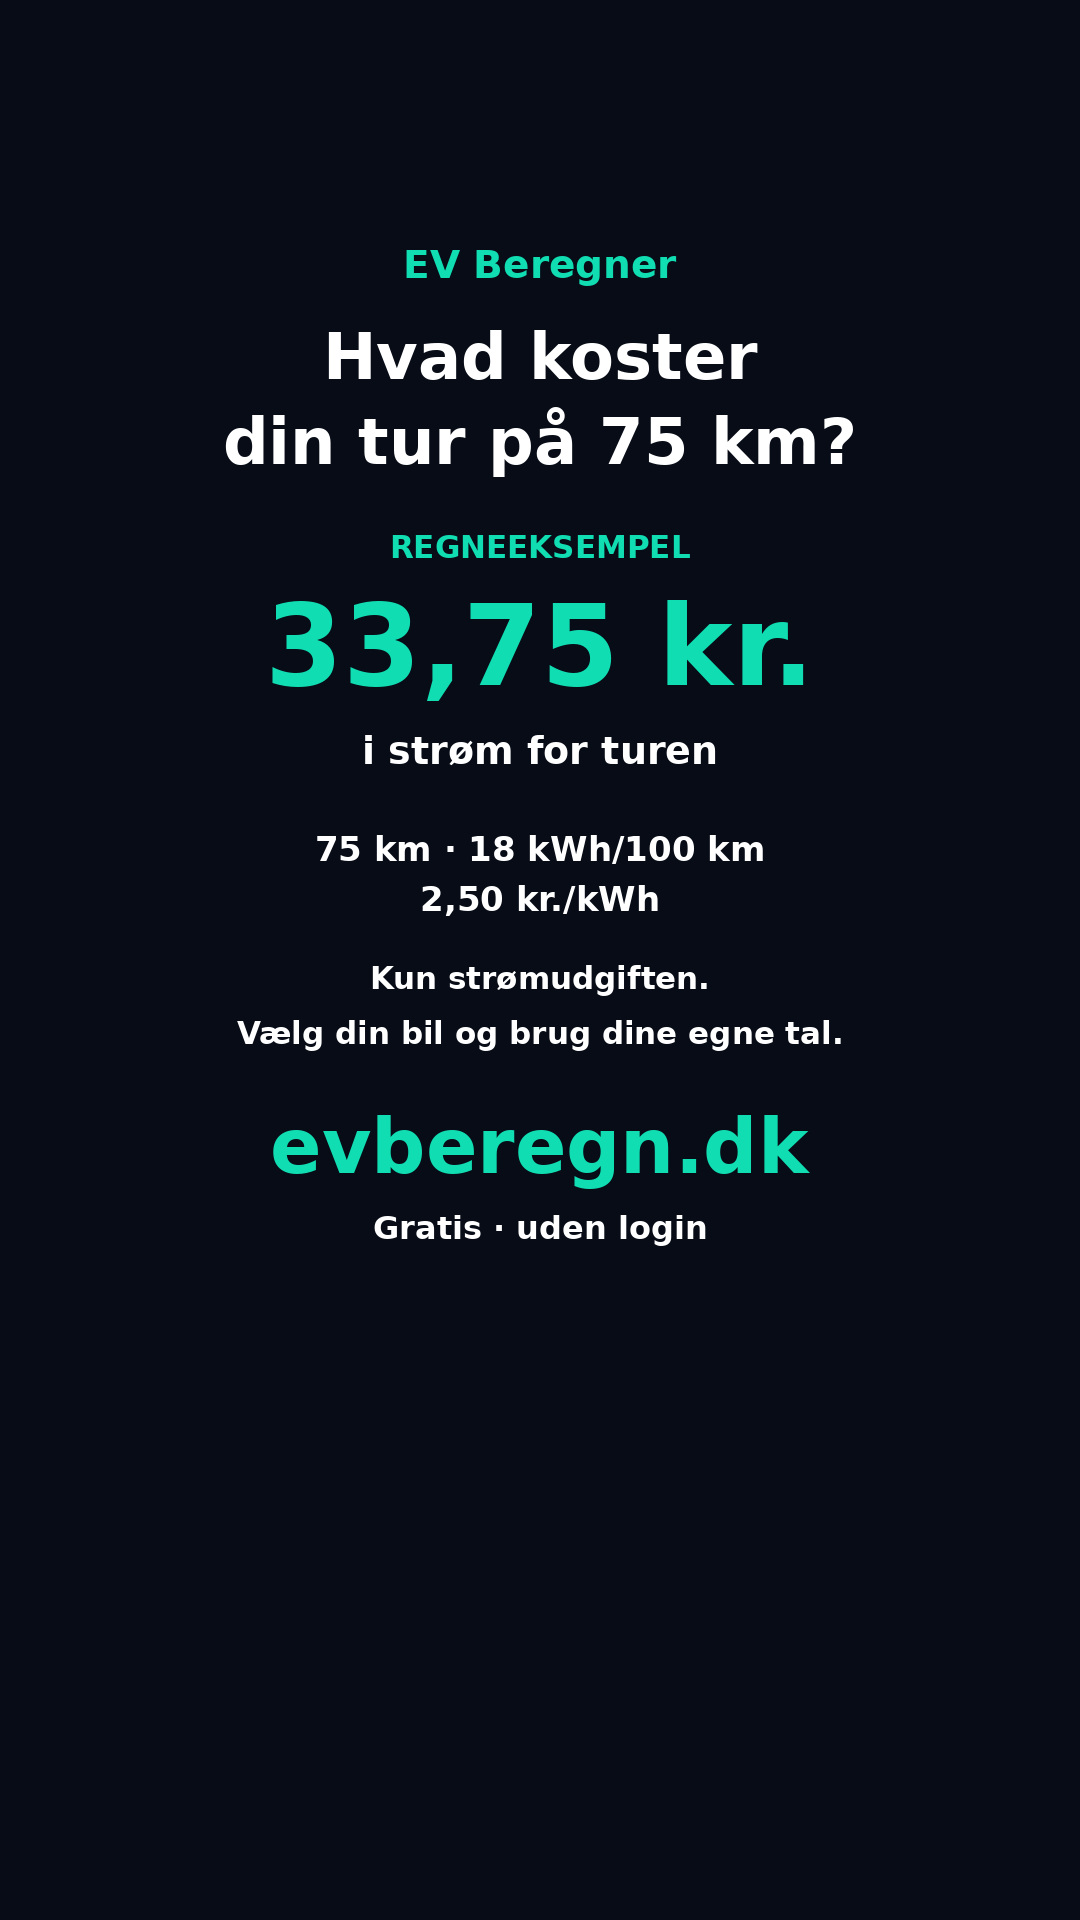 EV Beregner
Hvad koster
din tur på 75 km?
REGNEEKSEMPEL
33,75 kr.
i strøm for turen
75 km · 18 kWh/100 km
2,50 kr./kWh
Kun strømudgiften.
Vælg din bil og brug dine egne tal.
evberegn.dk
Gratis · uden login